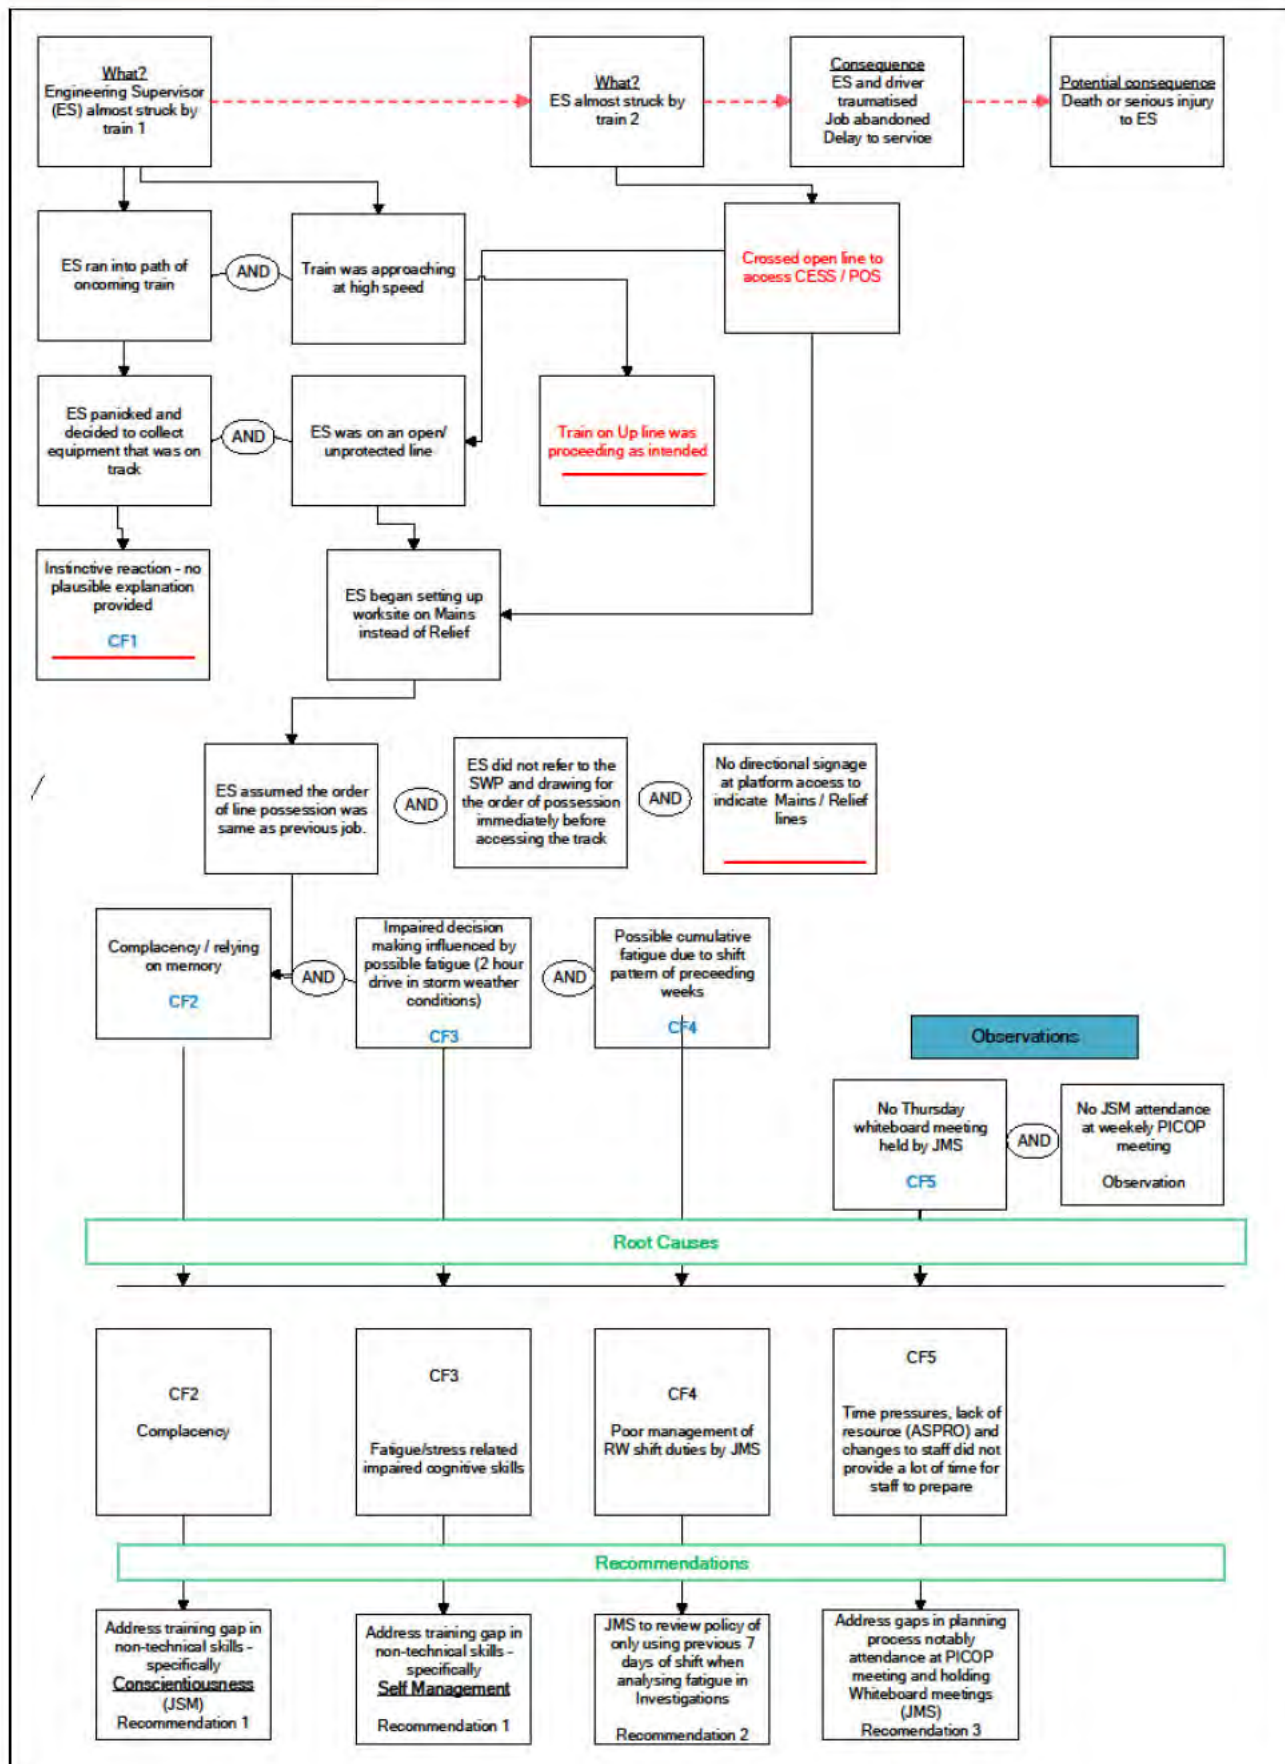 What?
Engineering Supervisor
(ES) almost struck by
train 1
What?
ES almost struck by
train 2
Consequence
ES and driver
traumatised
Job abandoned
Delay to service
Potential consequence
Death or serious injury
to ES
ES ran into path of
oncoming train
AND
Train was approaching
at high speed
Crossed open line to
access CESS / POS
ES panicked and
decided to collect
equipment that was on
track
AND
ES was on an open/
unprotected line
Train on Up line was
proceeding as intended
Instinctive reaction - no
plausible explanation
provided
CF1
ES began setting up
worksite on Mains
instead of Relief
ES assumed the order
of line possession was
same as previous job.
AND
ES did not refer to the
SWP and drawing for
the order of possession
immediately before
accessing the track
AND
No directional signage
at platform access to
indicate Mains / Relief
lines
Complacency / relying
on memory
CF2
AND
Impaired decision
making influenced by
possible fatigue (2 hour
drive in storm weather
conditions)
CF3
AND
Possible cumulative
fatigue due to shift
pattern of preceeding
weeks
CF4
Observations
No Thursday
whiteboard meeting
held by JMS
CF5
AND
No JSM attendance
at weekely PICOP
meeting
Observation
Root Causes
CF2
Complacency
CF3
Fatigue/stress related
impaired cognitive skills
CF4
Poor management of
RW shift duties by JMS
CF5
Time pressures, lack of
resource (ASPRO) and
changes to staff did not
provide a lot of time for
staff to prepare
Recommendations
Address training gap in
non-technical skills -
specifically
Conscientiousness
(JSM)
Recommendation 1
Address training gap in
non-technical skills -
specifically
Self Management
Recommendation 1
JMS to review policy of
only using previous 7
days of shift when
analysing fatigue in
Investigations
Recommendation 2
Address gaps in planning
process notably
attendance at PICOP
meeting and holding
Whiteboard meetings
(JMS)
Recomendation 3